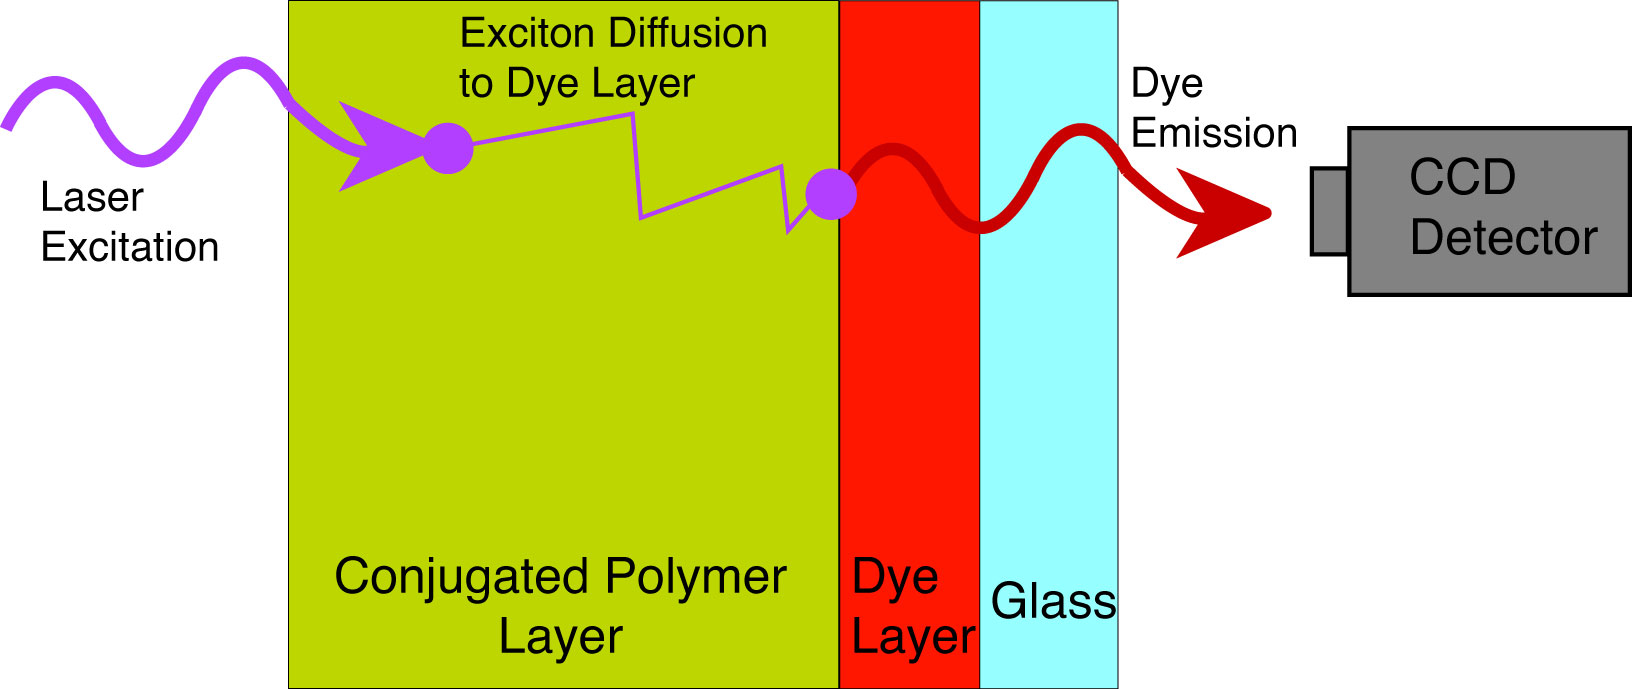 Exciton Diffusion
to Dye Layer
Laser
Excitation
Dye
Emission
CCD
Detector
Conjugated Polymer
Layer
Dye
Layer
Glass